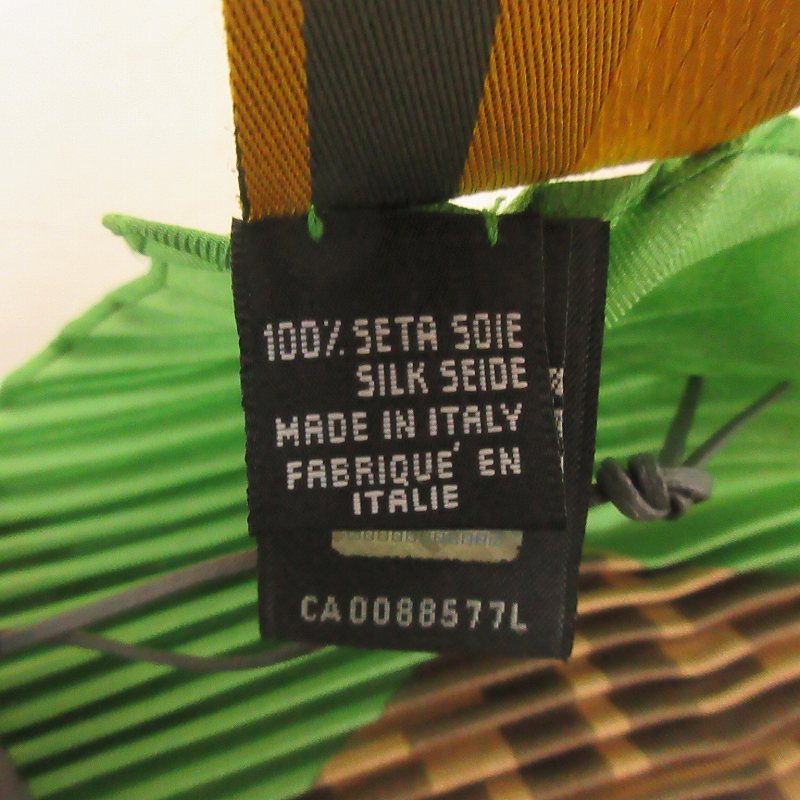 100% SETA SOIE
SILK SEIDE
MADE IN ITALY
FABRIQUÉ EN
ITALIE
CA0088577L